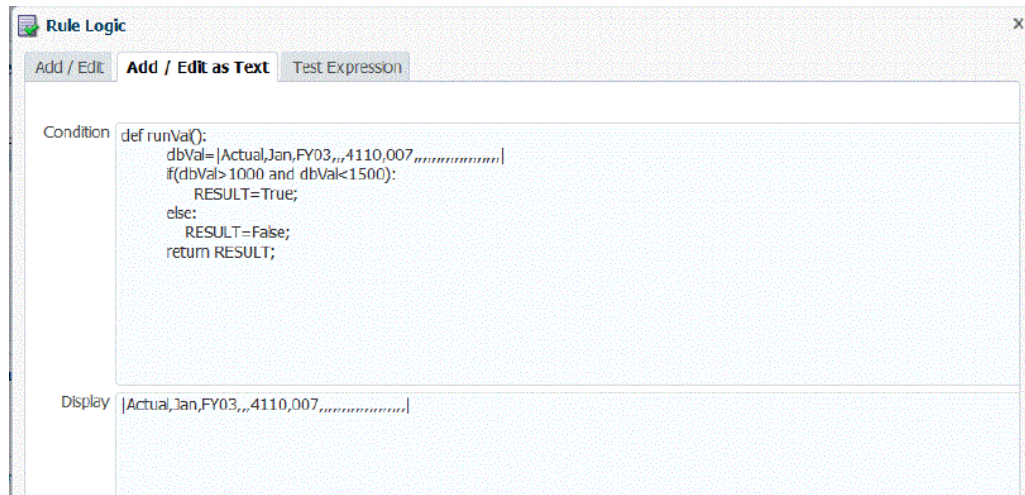 Rule Logic
Add / Edit
Add / Edit as Text
Test Expression
Condition
def runVal():
dbVal=|Actual,Jan,FY03,,,4110,007,,,,,,,,,,,,,,,,,,,|
if(dbVal>1000 and dbVal<1500):
RESULT=True;
else:
RESULT=False;
return RESULT;
Display
|Actual,Jan,FY03,,,4110,007,,,,,,,,,,,,,,,,,,,|